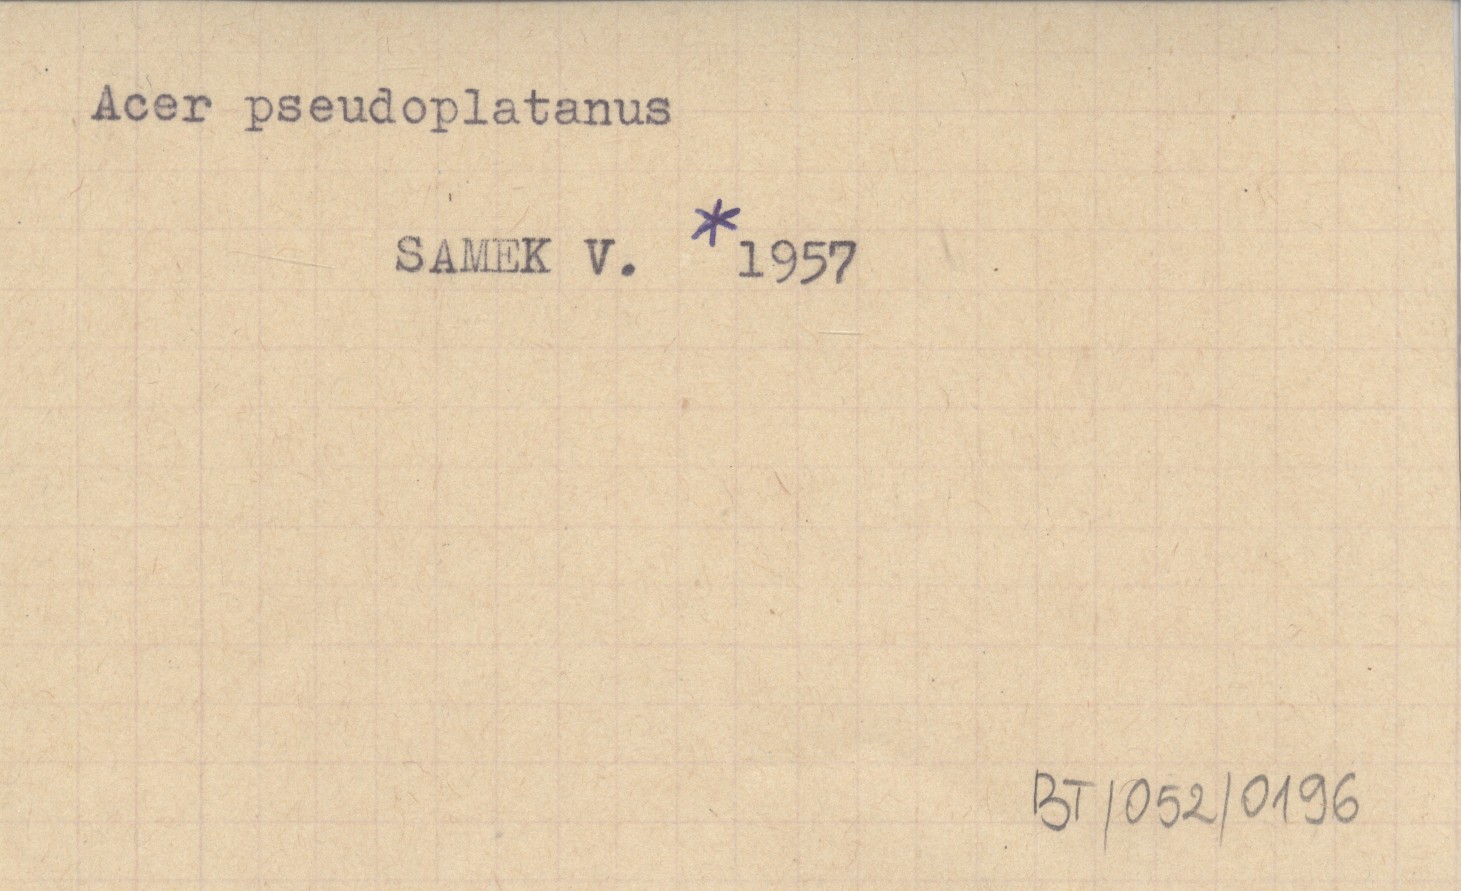 Acer pseudoplatanus
SAMEK V. *1957
BT/052/0196